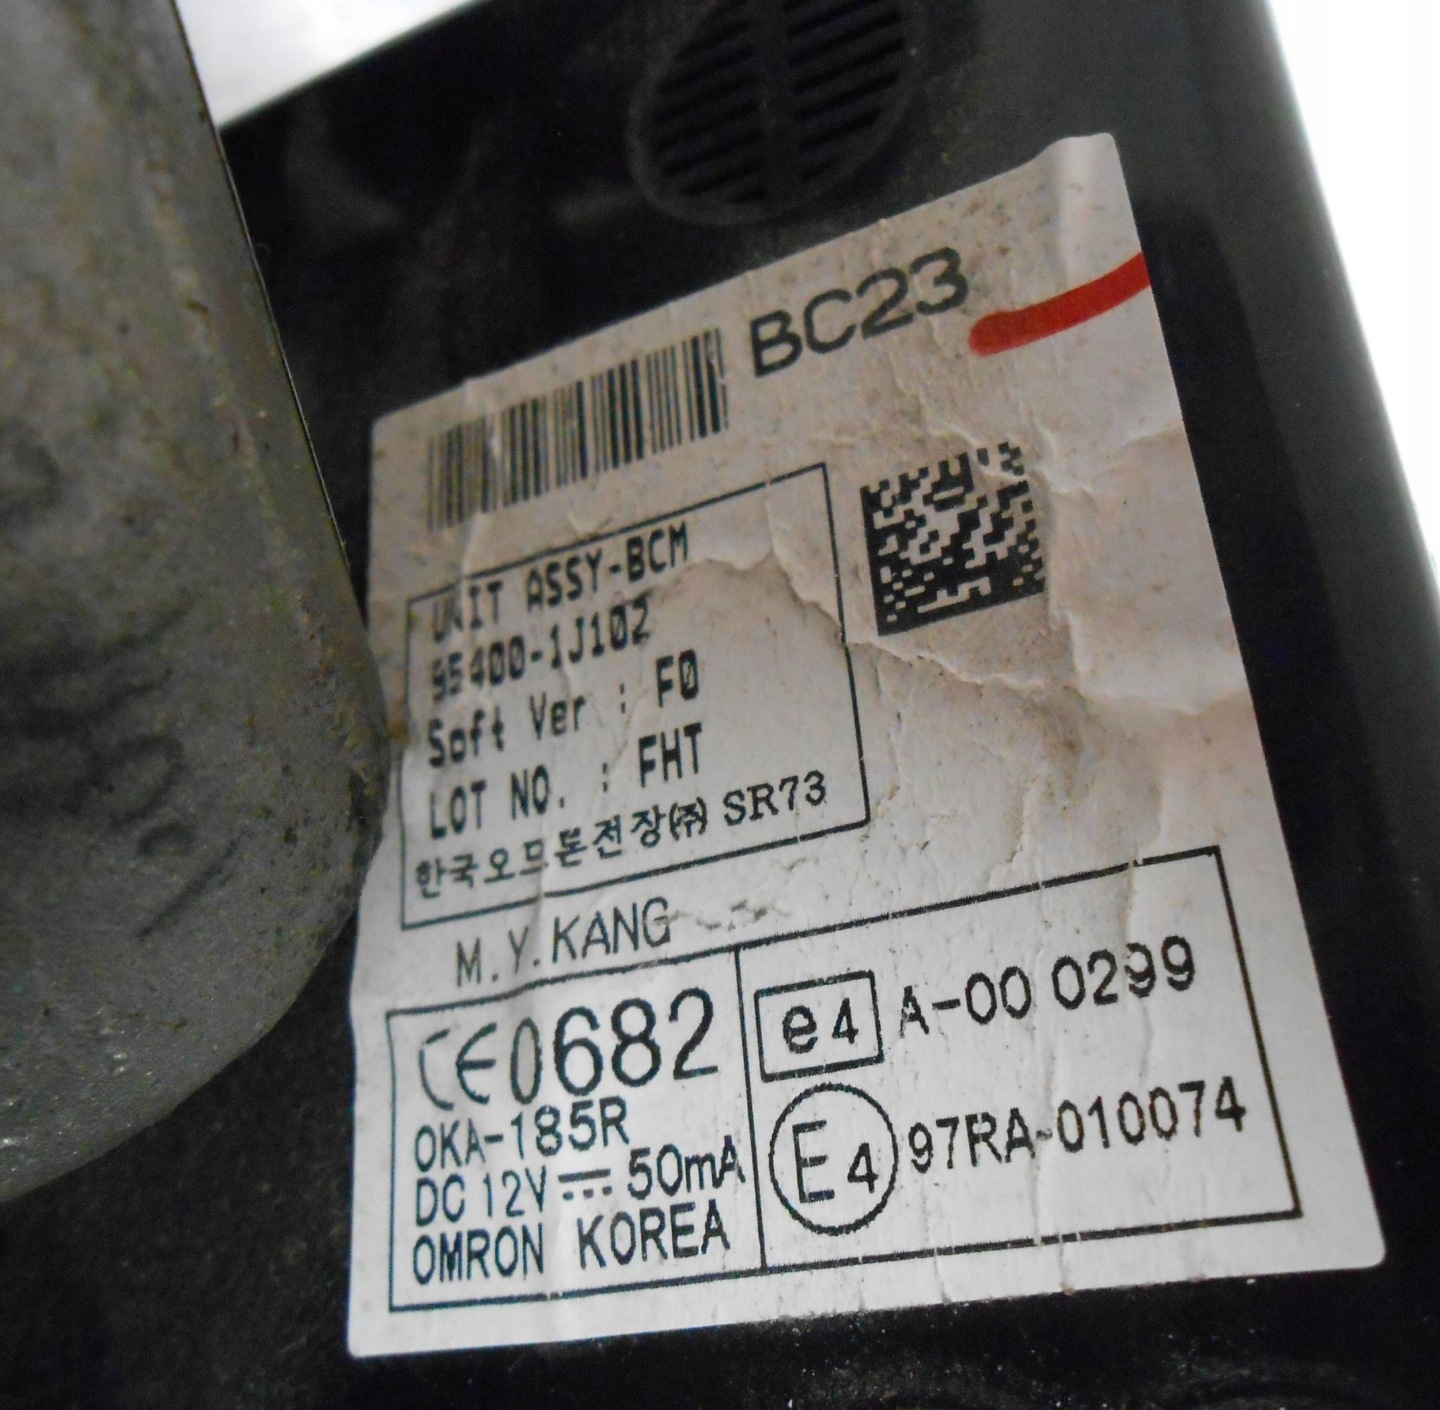 BC23
UNIT ASSY-BCM
95400-1J102
Soft Ver : F0
LOT NO. : FHT
한국오므론전장(주) SR73
M.Y.KANG
CE0682
OKA-185R
DC 12V ⎓ 50mA
OMRON KOREA
e4 A-00 0299
E4 97RA-010074